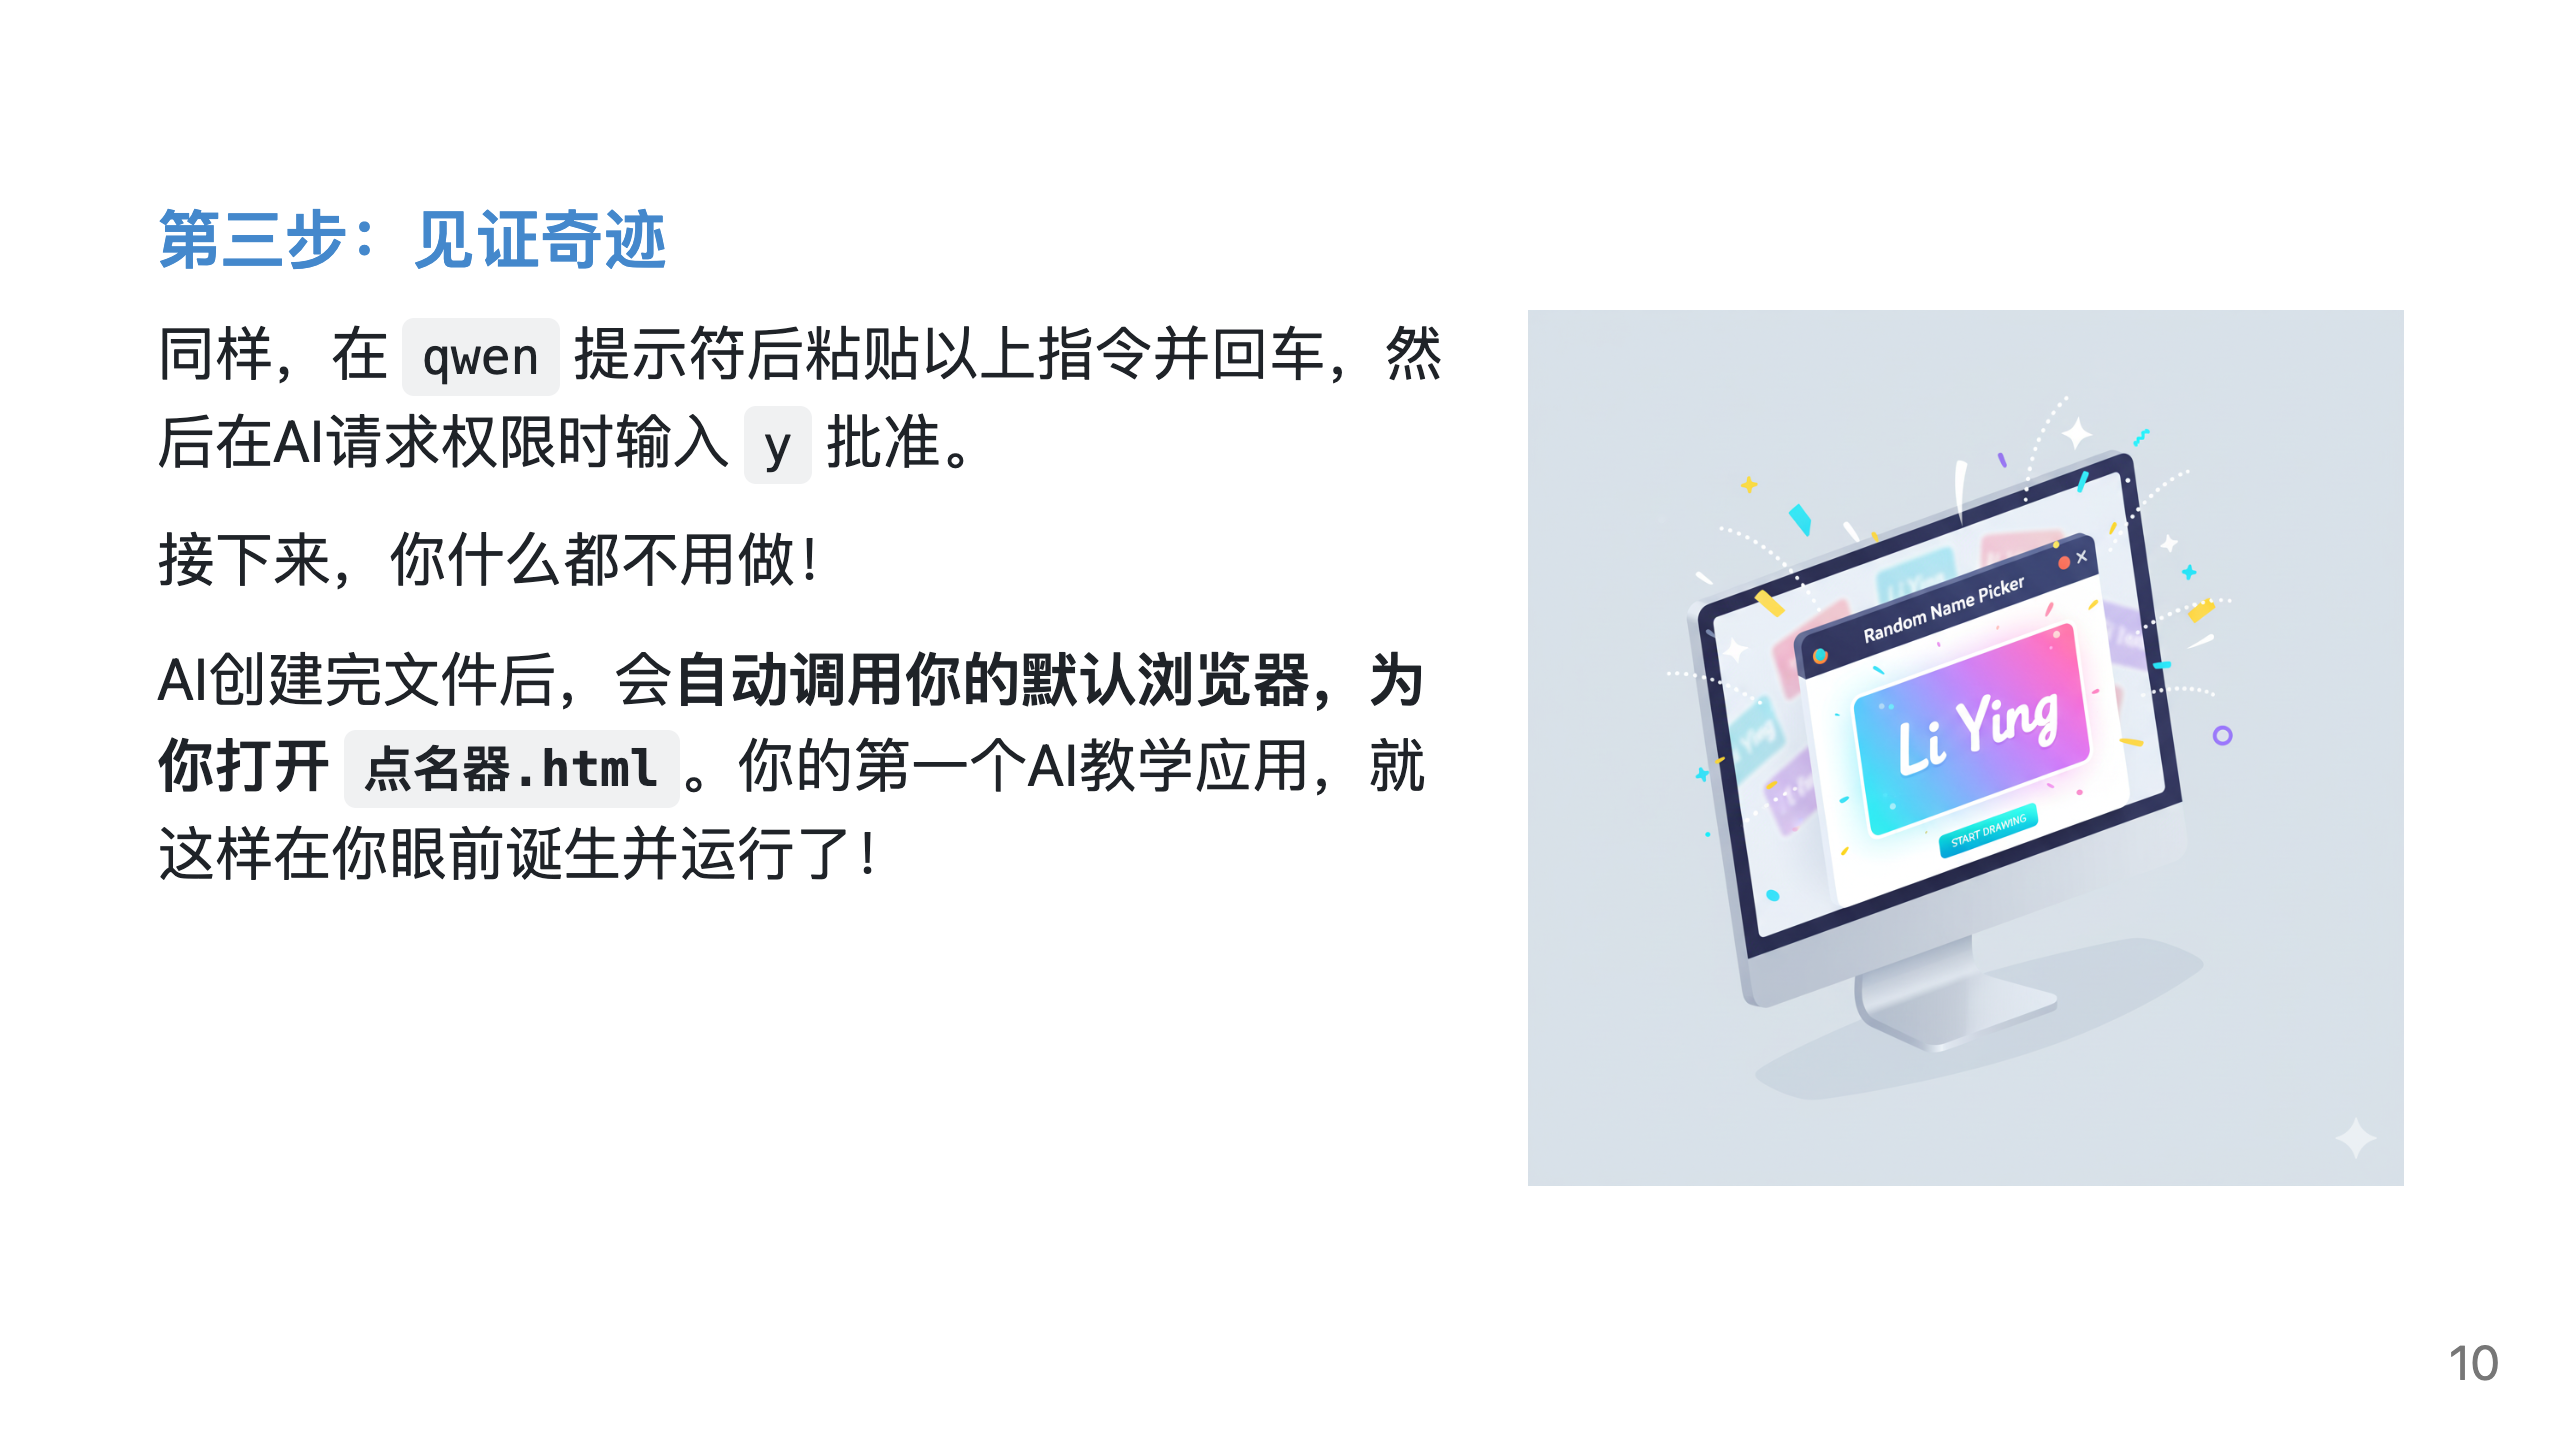 第三步：见证奇迹
同样，在 qwen 提示符后粘贴以上指令并回车，然
后在AI请求权限时输入 y 批准。
接下来，你什么都不用做！
AI创建完文件后，会自动调用你的默认浏览器，为
你打开 点名器.html 。你的第一个AI教学应用，就
这样在你眼前诞生并运行了！
Random Name Picker
Li Ying
START DRAWING
Li Ying
Ying
10